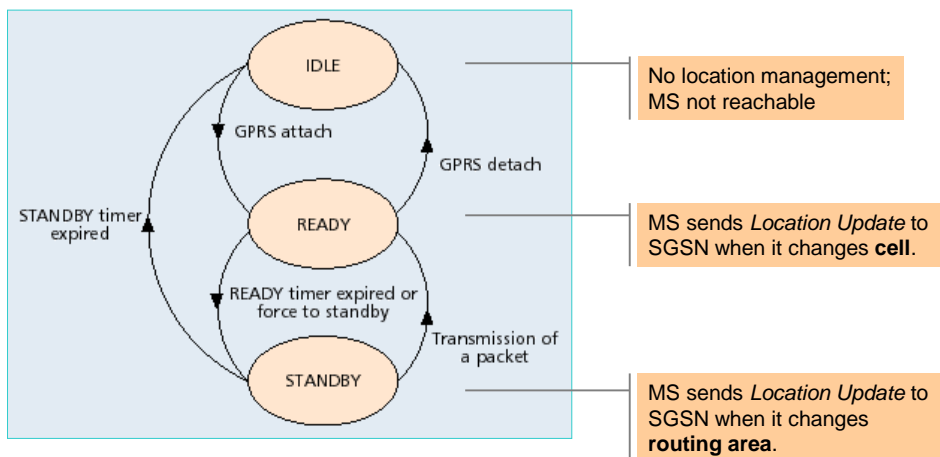 IDLE
No location management;
MS not reachable
GPRS attach
GPRS detach
STANDBY timer
expired
READY
MS sends Location Update to
SGSN when it changes cell.
READY timer expired or
force to standby
Transmission of
a packet
STANDBY
MS sends Location Update to
SGSN when it changes
routing area.